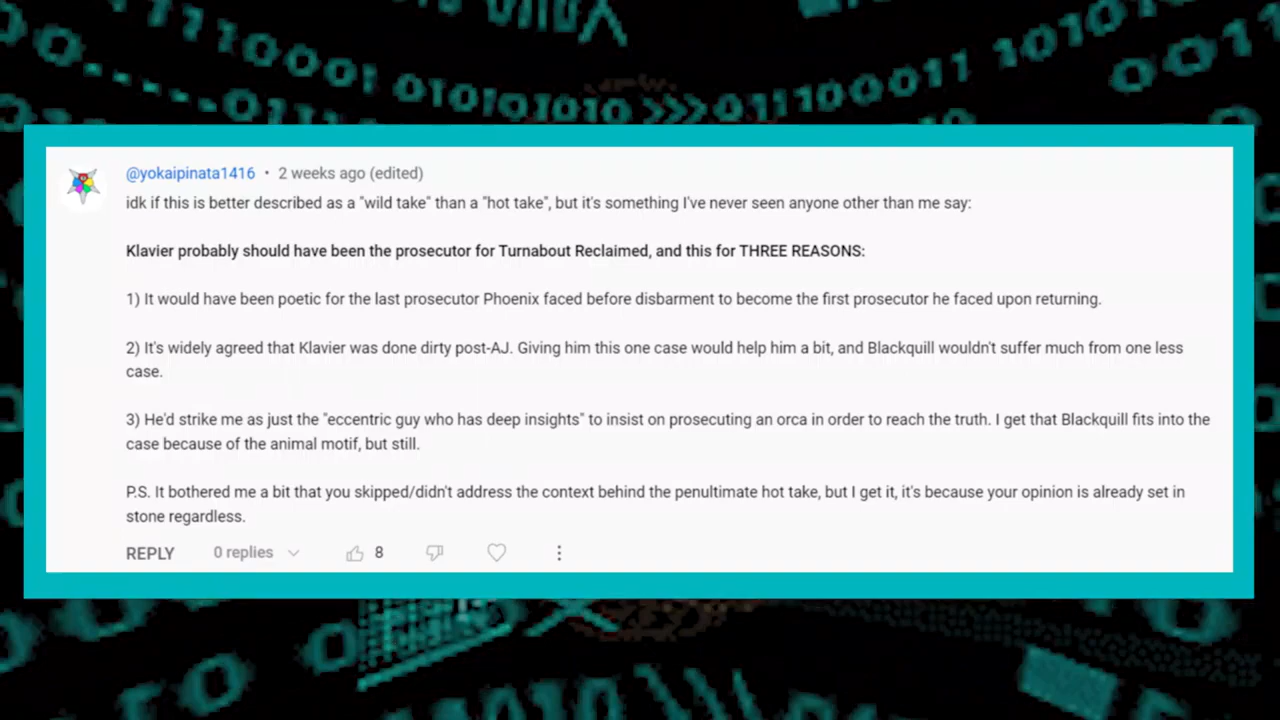 @yokaipinata1416 • 2 weeks ago (edited)
idk if this is better described as a "wild take" than a "hot take", but it's something I've never seen anyone other than me say:
Klavier probably should have been the prosecutor for Turnabout Reclaimed, and this for THREE REASONS:
1) It would have been poetic for the last prosecutor Phoenix faced before disbarment to become the first prosecutor he faced upon returning.
2) It's widely agreed that Klavier was done dirty post-AJ. Giving him this one case would help him a bit, and Blackquill wouldn't suffer much from one less
case.
3) He'd strike me as just the "eccentric guy who has deep insights" to insist on prosecuting an orca in order to reach the truth. I get that Blackquill fits into the
case because of the animal motif, but still.
P.S. It bothered me a bit that you skipped/didn't address the context behind the penultimate hot take, but I get it, it's because your opinion is already set in
stone regardless.
REPLY 0 replies 8